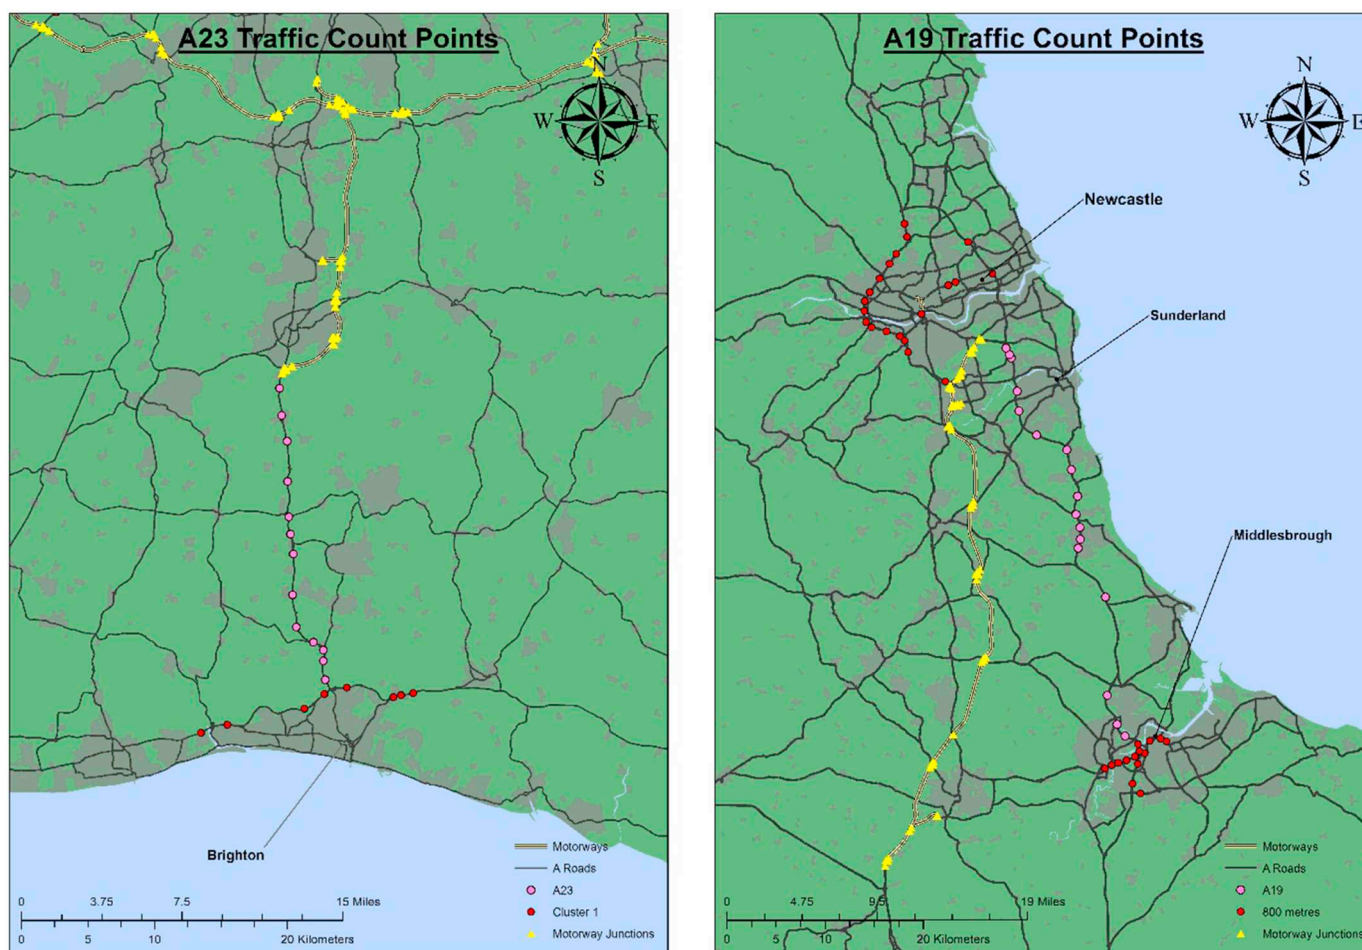 A23 Traffic Count Points
N
W E
S
Brighton
Motorways
A Roads
A23
Cluster 1
Motorway Junctions
0 3.75 7.5 15 Miles
0 5 10 20 Kilometers
A19 Traffic Count Points
N
W E
S
Newcastle
Sunderland
Middlesbrough
Motorways
A Roads
A19
800 metres
Motorway Junctions
0 4.75 9.5 19 Miles
0 5 10 20 Kilometers